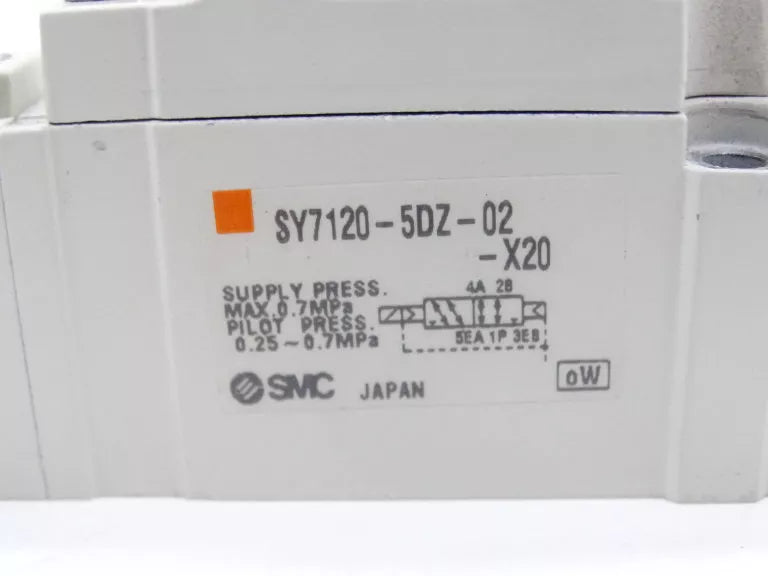 SY7120-5DZ-02
-X20
SUPPLY PRESS.
MAX.0.7MPa
PILOT PRESS.
0.25~0.7MPa
4A 2B
5EA 1P 3EB
SMC JAPAN
oW